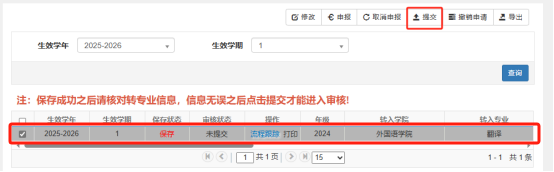 修改 申报 取消申报 提交 撤销申请 导出
生效学年 2025-2026 生效学期 1
查询
注：保存成功之后请核对转专业信息，信息无误之后点击提交才能进入审核!
生效学年 生效学期 保存状态 审核状态 操作 年级 转入学院 转入专业
2025-2026 1 保存 未提交 流程跟踪 打印 2024 外国语学院 翻译
1 共 1 页 15 1 - 1 共 1 条